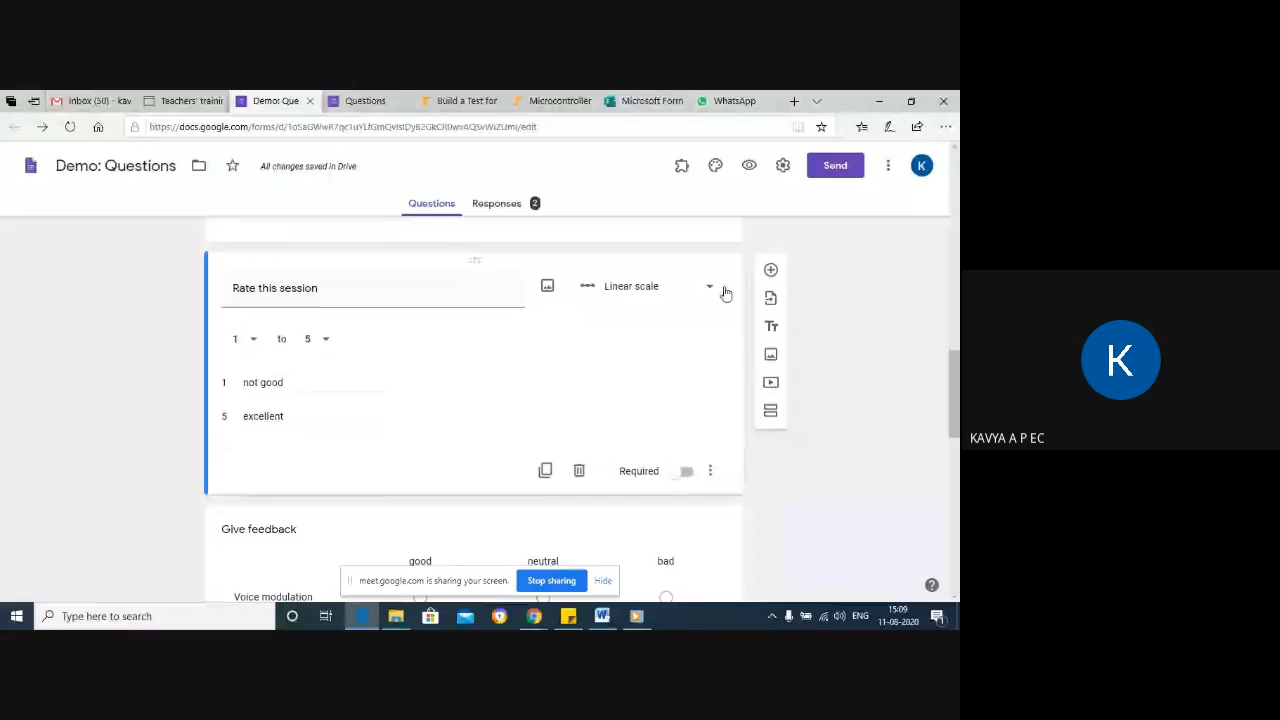 Inbox (50) - kav
Teachers' traini
Demo: Que
Questions
Build a Test for
Microcontroller
Microsoft Form
WhatsApp
Demo: Questions
All changes saved in Drive
Send
K
Questions
Responses
2
Rate this session
Linear scale
1 to 5
1 not good
5 excellent
Required
K
KAVYA A P EC
Give feedback
good neutral bad
meet.google.com is sharing your screen.
Stop sharing
Hide
Voice modulation
Type here to search
ENG
15:09
11-08-2020